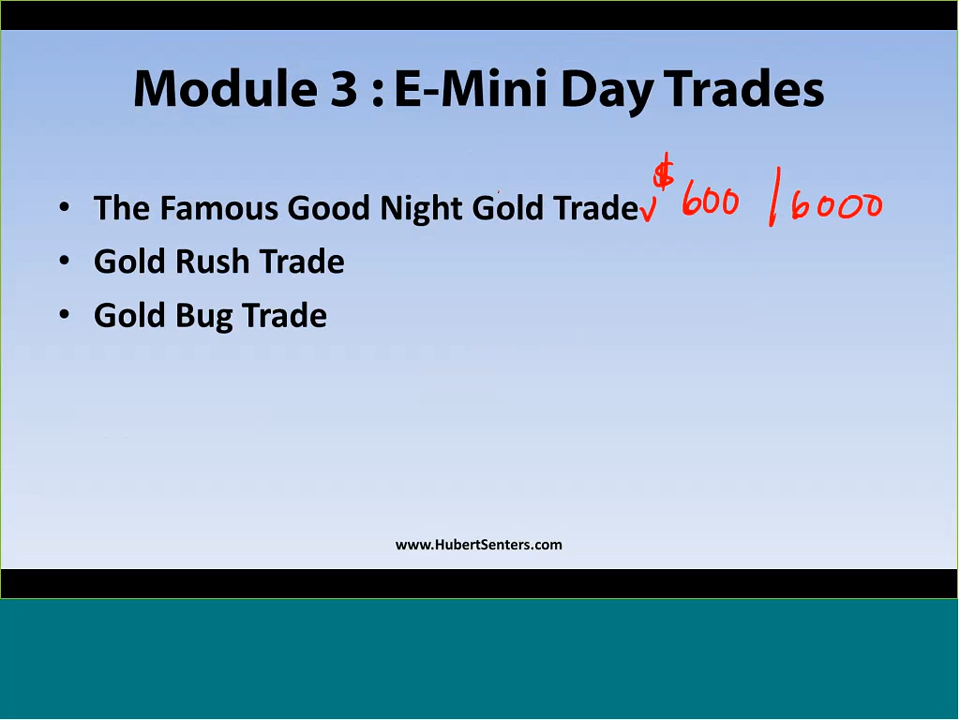 Module 3 : E-Mini Day Trades
• The Famous Good Night Gold Trade✓ $600 / 6000
• Gold Rush Trade
• Gold Bug Trade
www.HubertSenters.com